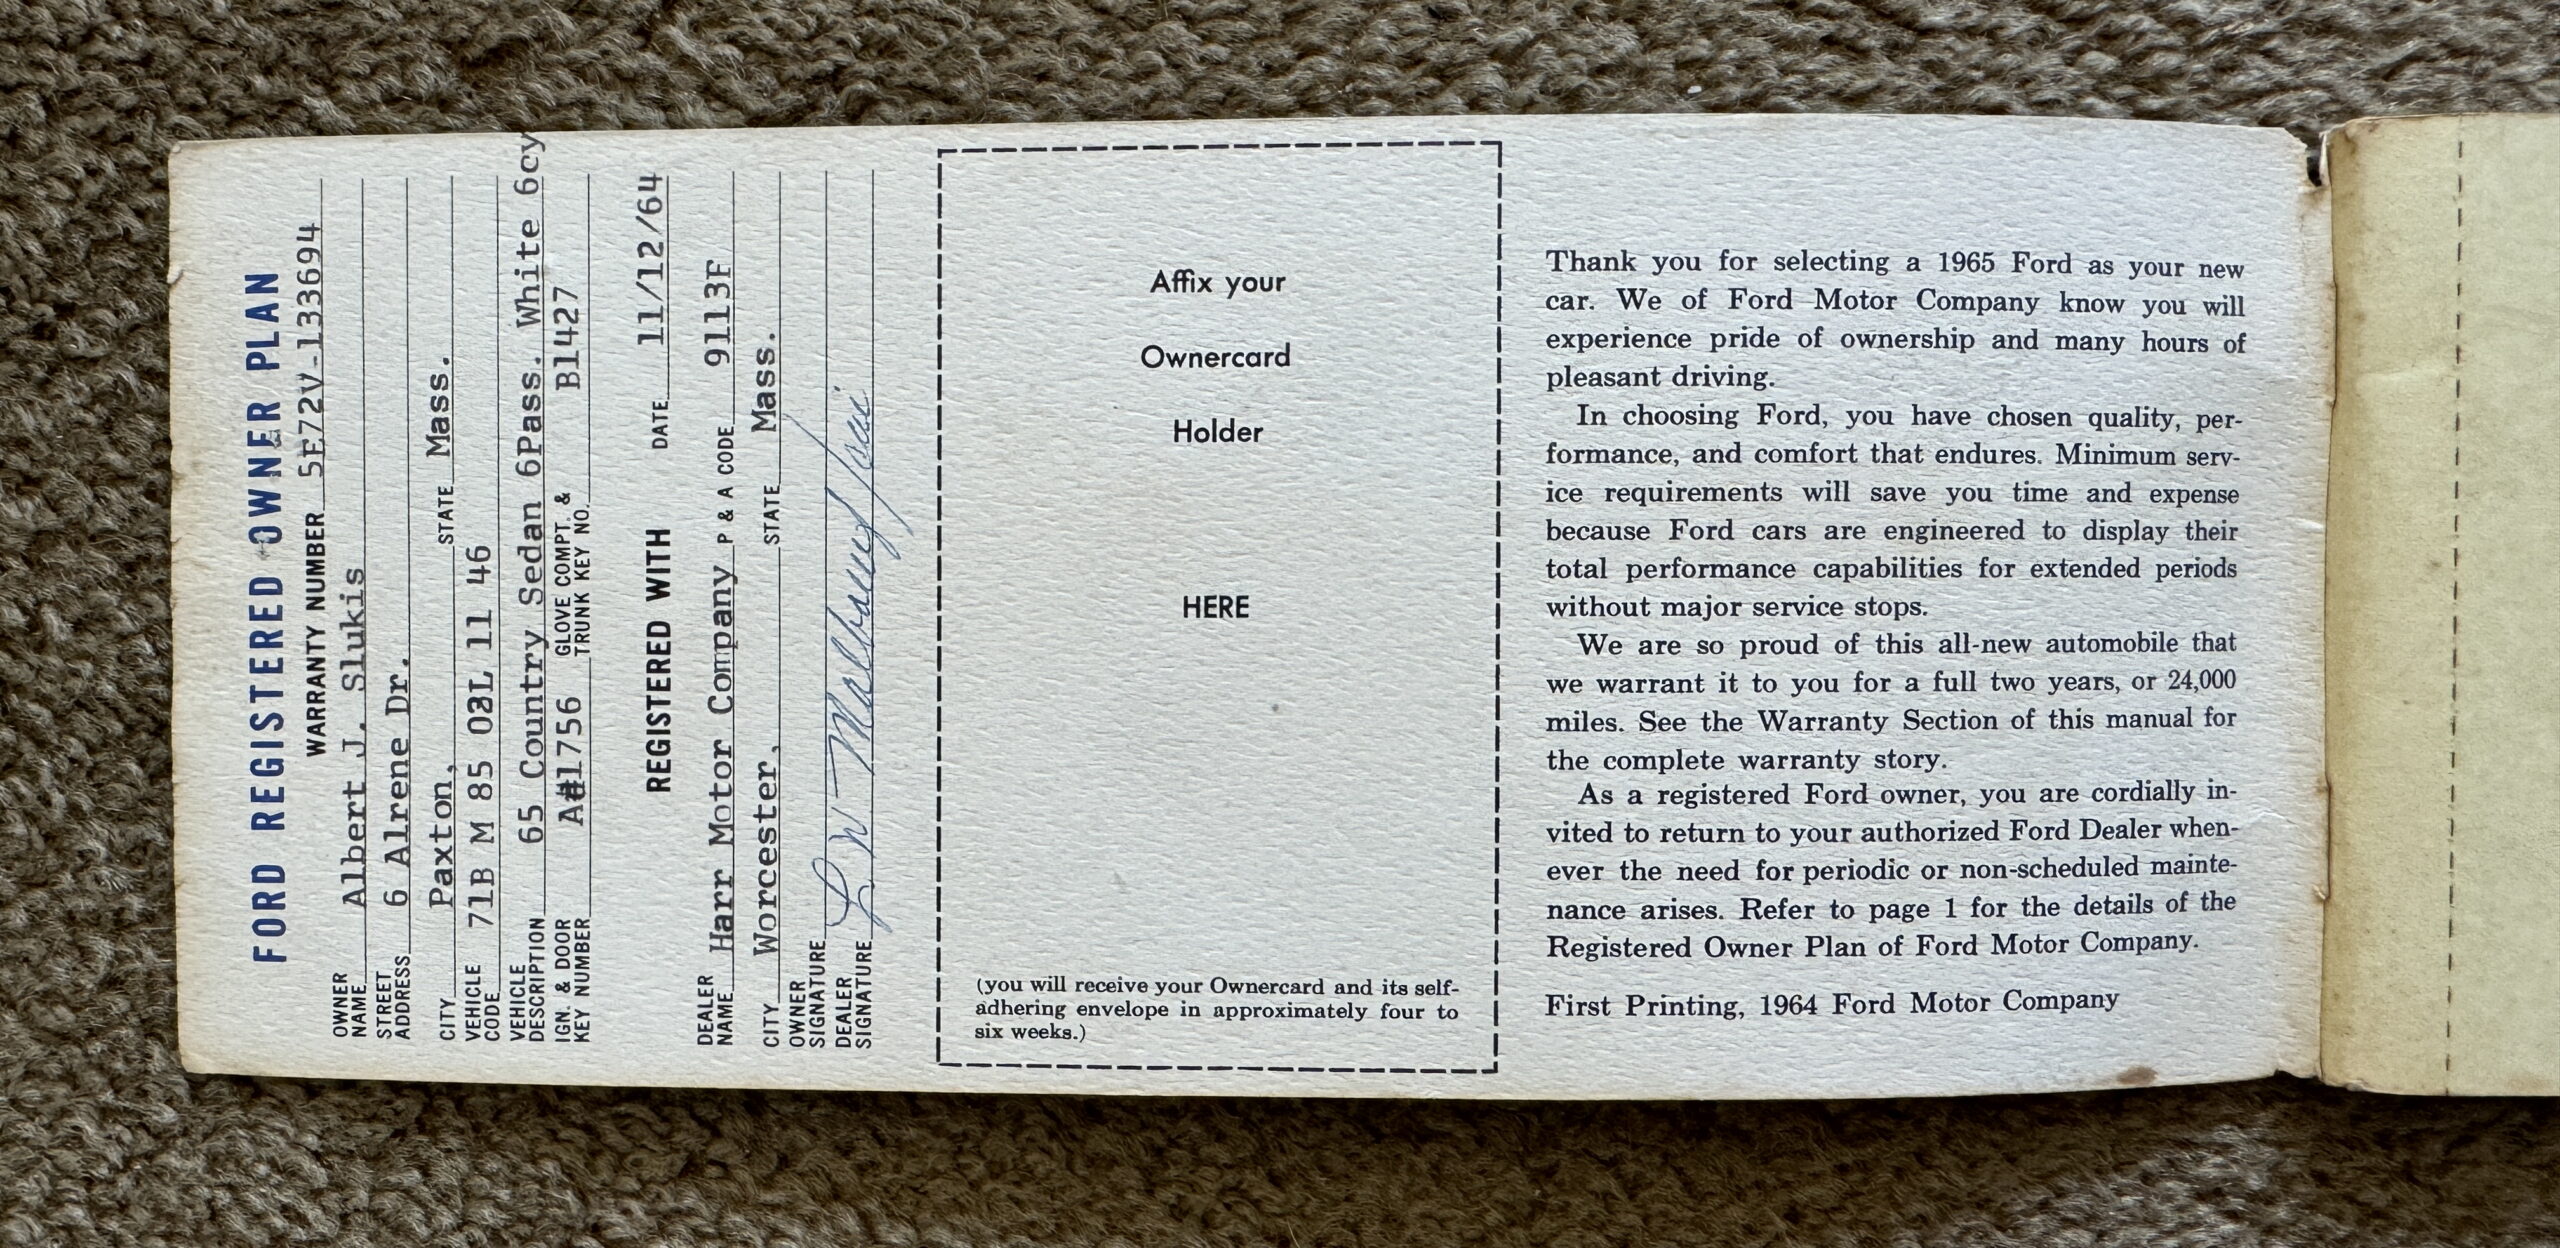 FORD REGISTERED OWNER PLAN
WARRANTY NUMBER 5E72V-133694
OWNER NAME Albert J. Slukis
STREET ADDRESS 6 Alrene Dr.
CITY Paxton, STATE Mass.
VEHICLE CODE 71B M 85 02L 11 46
VEHICLE DESCRIPTION 65 Country Sedan 6Pass. White 6cy
IGN. & DOOR KEY NUMBER A#1756 GLOVE COMPT. & TRUNK KEY NO. B1427
REGISTERED WITH DATE 11/12/64
DEALER NAME Harr Motor Company P & A CODE 9113F
CITY Worcester, STATE Mass.
OWNER SIGNATURE
DEALER SIGNATURE
Affix your
Ownercard
Holder
HERE
(you will receive your Ownercard and its self-
adhering envelope in approximately four to
six weeks.)
Thank you for selecting a 1965 Ford as your new
car. We of Ford Motor Company know you will
experience pride of ownership and many hours of
pleasant driving.
In choosing Ford, you have chosen quality, per-
formance, and comfort that endures. Minimum serv-
ice requirements will save you time and expense
because Ford cars are engineered to display their
total performance capabilities for extended periods
without major service stops.
We are so proud of this all-new automobile that
we warrant it to you for a full two years, or 24,000
miles. See the Warranty Section of this manual for
the complete warranty story.
As a registered Ford owner, you are cordially in-
vited to return to your authorized Ford Dealer when-
ever the need for periodic or non-scheduled mainte-
nance arises. Refer to page 1 for the details of the
Registered Owner Plan of Ford Motor Company.
First Printing, 1964 Ford Motor Company